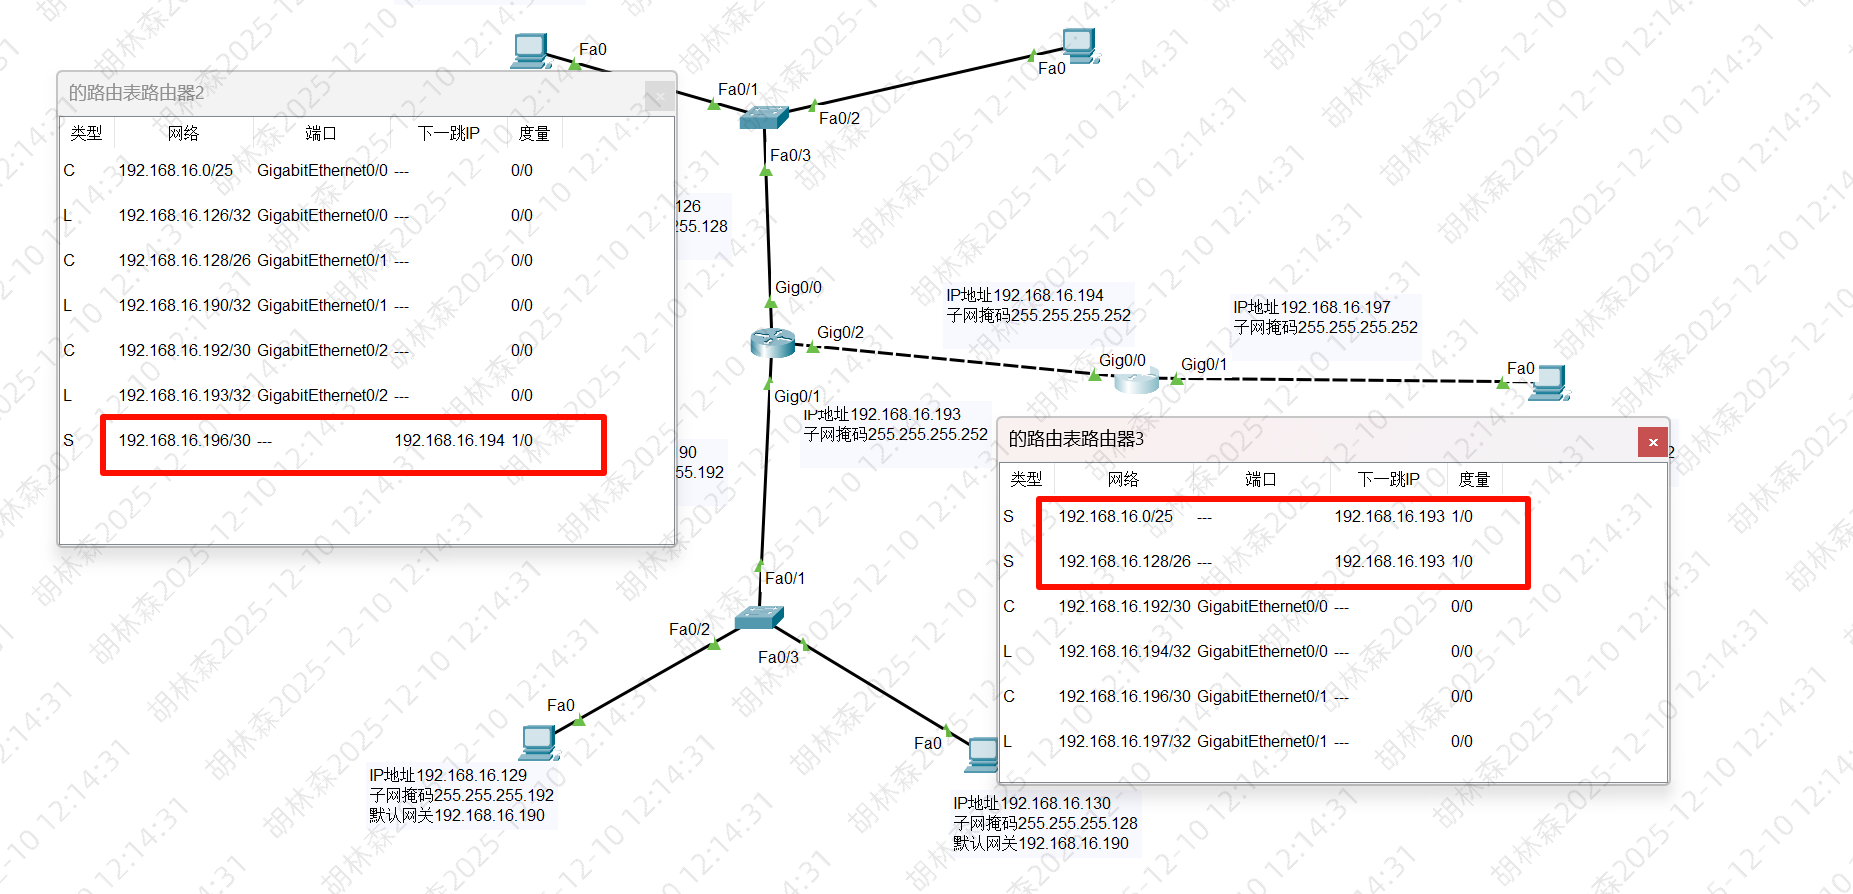 Fa0
Fa0
Fa0/1
Fa0/2
Fa0/3
的路由表路由器2
类型 网络 端口 下一跳IP 度量
C 192.168.16.0/25 GigabitEthernet0/0 --- 0/0
L 192.168.16.126/32 GigabitEthernet0/0 --- 0/0
C 192.168.16.128/26 GigabitEthernet0/1 --- 0/0
L 192.168.16.190/32 GigabitEthernet0/1 --- 0/0
C 192.168.16.192/30 GigabitEthernet0/2 --- 0/0
L 192.168.16.193/32 GigabitEthernet0/2 --- 0/0
S 192.168.16.196/30 --- 192.168.16.194 1/0
126
255.128
Gig0/0
Gig0/2
Gig0/1
IP地址192.168.16.194
子网掩码255.255.255.252
IP地址192.168.16.197
子网掩码255.255.255.252
Gig0/0
Gig0/1
Fa0
IP地址192.168.16.193
子网掩码255.255.255.252
90
55.192
2
的路由表路由器3
类型 网络 端口 下一跳IP 度量
S 192.168.16.0/25 --- 192.168.16.193 1/0
S 192.168.16.128/26 --- 192.168.16.193 1/0
C 192.168.16.192/30 GigabitEthernet0/0 --- 0/0
L 192.168.16.194/32 GigabitEthernet0/0 --- 0/0
C 192.168.16.196/30 GigabitEthernet0/1 --- 0/0
L 192.168.16.197/32 GigabitEthernet0/1 --- 0/0
Fa0/1
Fa0/2
Fa0/3
Fa0
Fa0
IP地址192.168.16.129
子网掩码255.255.255.192
默认网关192.168.16.190
IP地址192.168.16.130
子网掩码255.255.255.128
默认网关192.168.16.190
胡林森2025-12-10 12:14:31